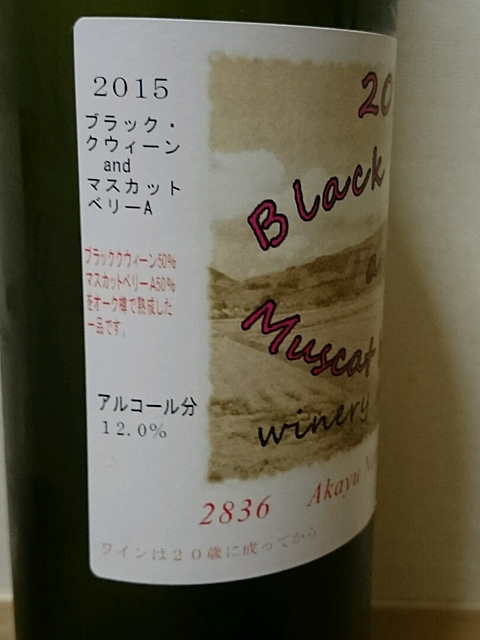 2015
ブラック・
クウィーン
and
マスカット
ベリーA
ブラッククウィーン50%
マスカットベリーA50%
をオーク樽で熟成した
一品です。
アルコール分
12.0%
20
Black
Muscat
winery
2836 Akayu
ワインは20歳に成ってから